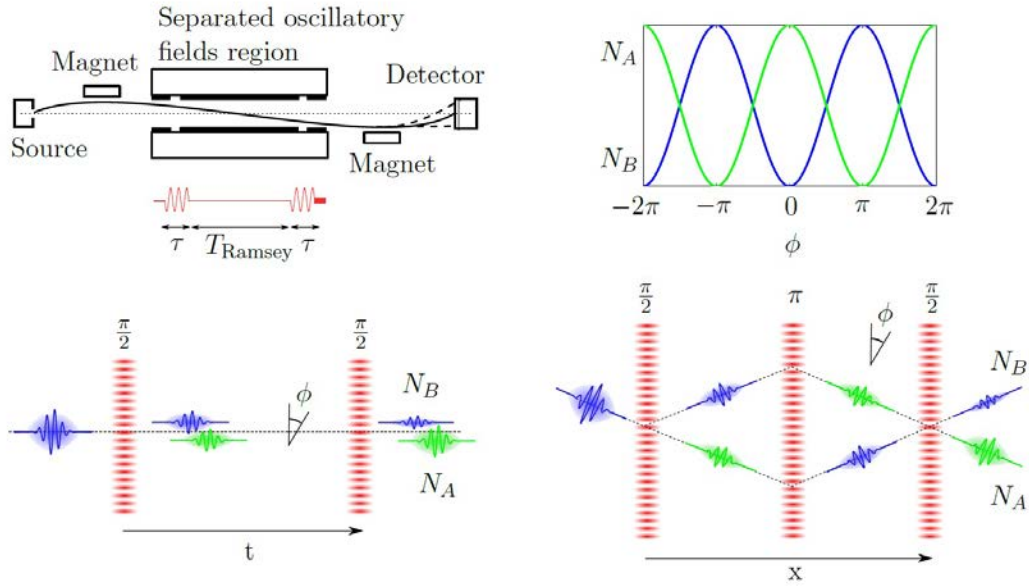 Separated oscillatory
fields region
Magnet
Detector
Source
Magnet
τ
T_Ramsey
τ
N_A
N_B
−2π
−π
0
π
2π
ϕ
π/2
π/2
ϕ
N_B
N_A
t
π/2
π
π/2
ϕ
N_B
N_A
x